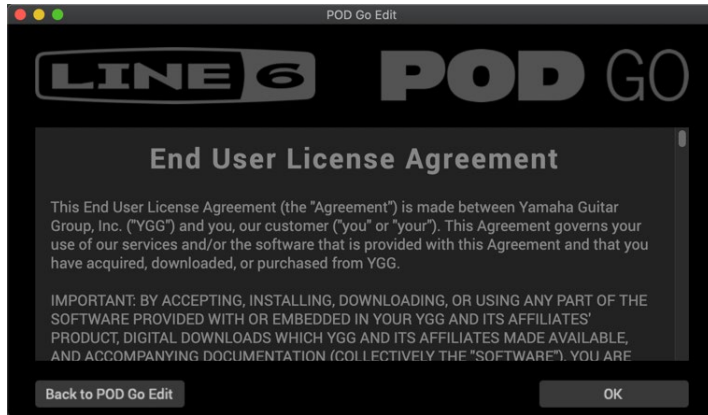 POD Go Edit
LINE 6 POD GO
End User License Agreement
This End User License Agreement (the "Agreement") is made between Yamaha Guitar
Group, Inc. ("YGG") and you, our customer ("you" or "your"). This Agreement governs your
use of our services and/or the software that is provided with this Agreement and that you
have acquired, downloaded, or purchased from YGG.
IMPORTANT: BY ACCEPTING, INSTALLING, DOWNLOADING, OR USING ANY PART OF THE
SOFTWARE PROVIDED WITH OR EMBEDDED IN YOUR YGG AND ITS AFFILIATES'
PRODUCT, DIGITAL DOWNLOADS WHICH YGG AND ITS AFFILIATES MADE AVAILABLE,
AND ACCOMPANYING DOCUMENTATION (COLLECTIVELY THE "SOFTWARE"), YOU ARE
Back to POD Go Edit OK